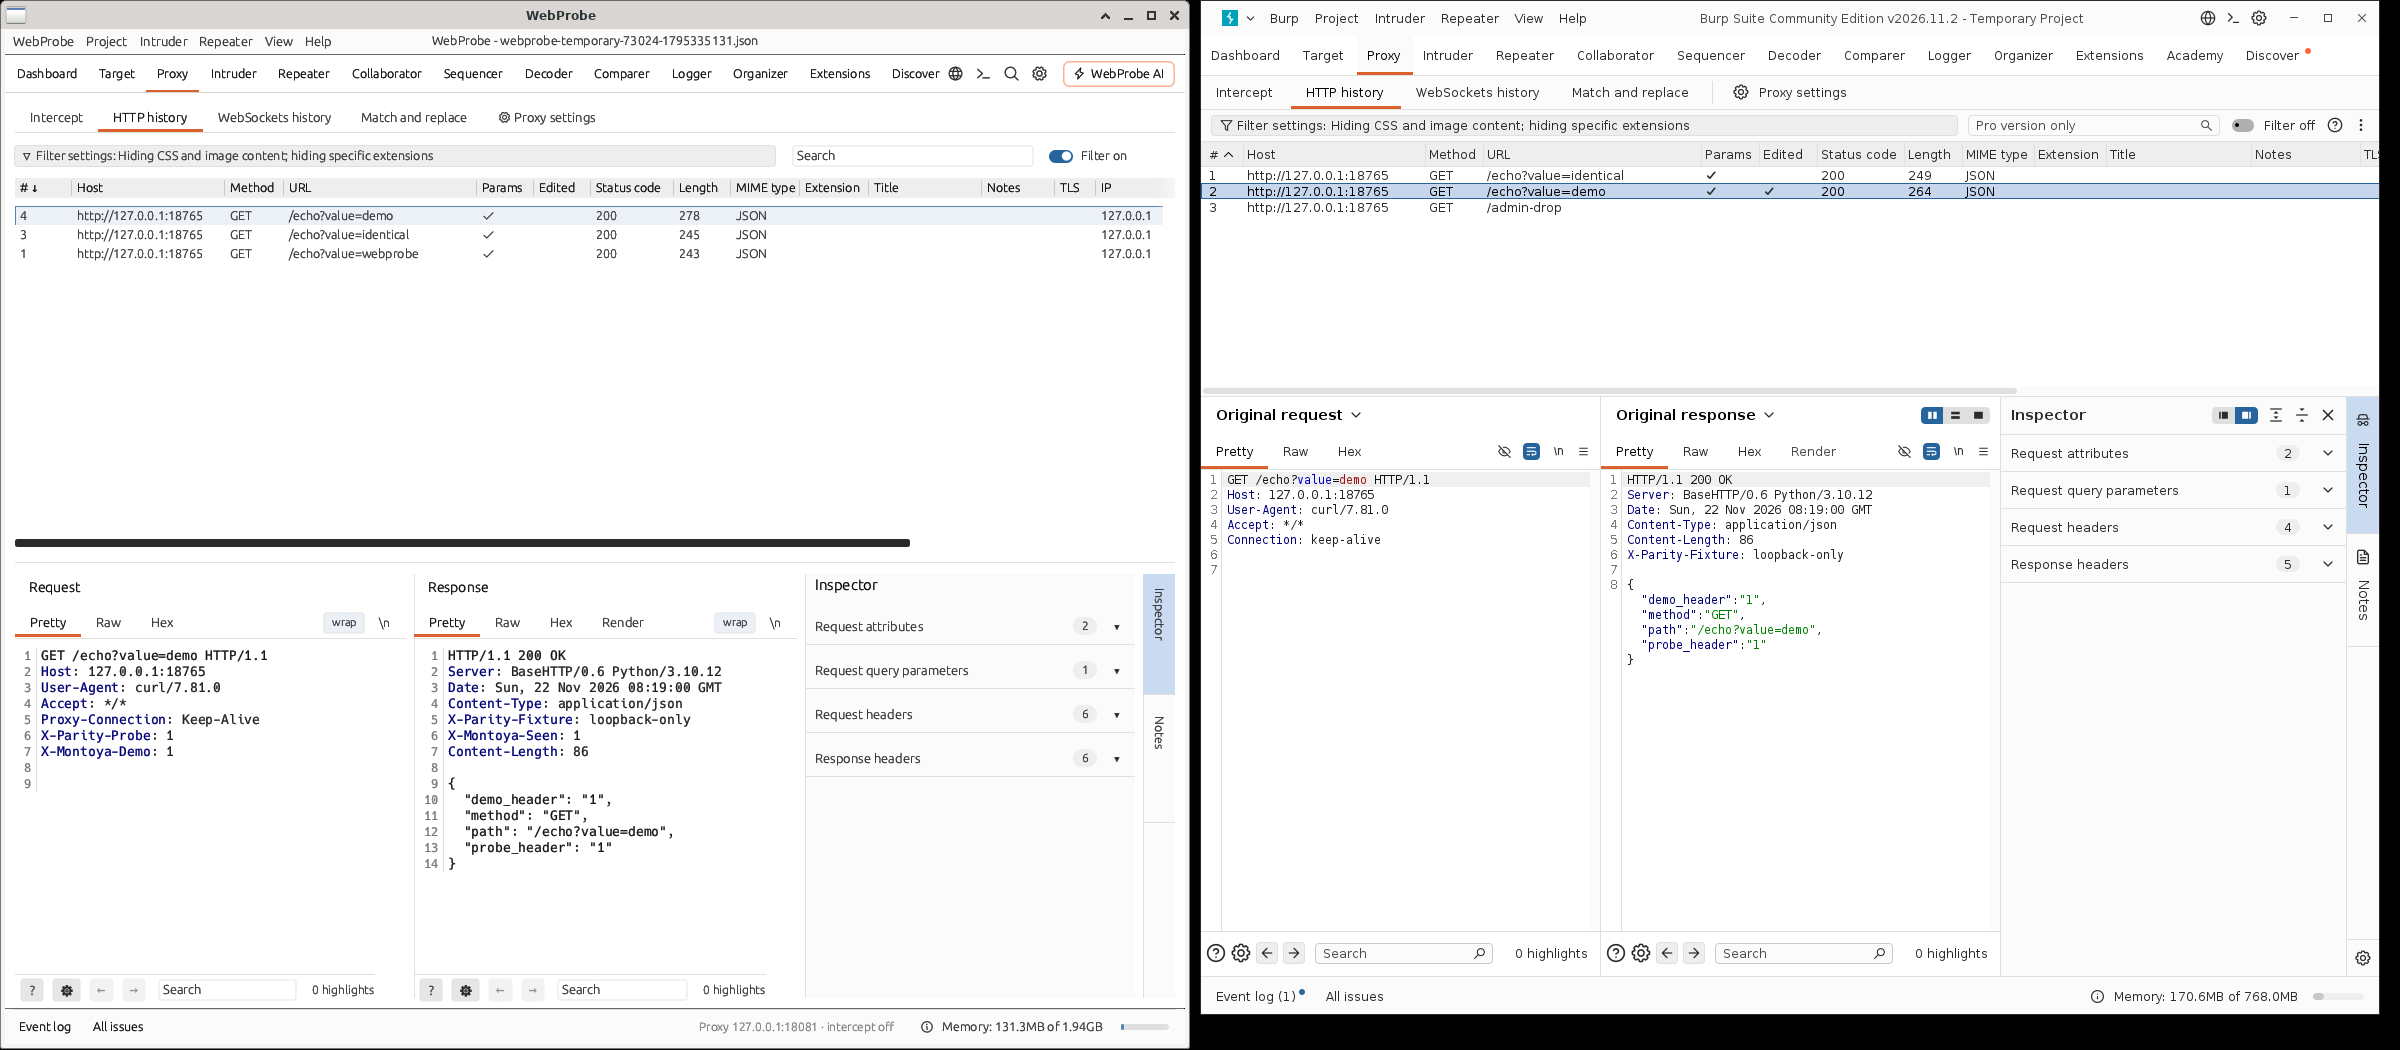 WebProbe
WebProbe Project Intruder Repeater View Help WebProbe - webprobe-temporary-73024-1795335131.json
Dashboard Target Proxy Intruder Repeater Collaborator Sequencer Decoder Comparer Logger Organizer Extensions Discover WebProbe AI
Intercept HTTP history WebSockets history Match and replace Proxy settings
Filter settings: Hiding CSS and image content; hiding specific extensions Search Filter on
# ↓ Host Method URL Params Edited Status code Length MIME type Extension Title Notes TLS IP
4 http://127.0.0.1:18765 GET /echo?value=demo ✓ 200 278 JSON 127.0.0.1
3 http://127.0.0.1:18765 GET /echo?value=identical ✓ 200 245 JSON 127.0.0.1
1 http://127.0.0.1:18765 GET /echo?value=webprobe ✓ 200 243 JSON 127.0.0.1
Request
Pretty Raw Hex wrap \n
1 GET /echo?value=demo HTTP/1.1
2 Host: 127.0.0.1:18765
3 User-Agent: curl/7.81.0
4 Accept: */*
5 Proxy-Connection: Keep-Alive
6 X-Parity-Probe: 1
7 X-Montoya-Demo: 1
8
9
? ← → Search 0 highlights
Response
Pretty Raw Hex Render wrap \n
1 HTTP/1.1 200 OK
2 Server: BaseHTTP/0.6 Python/3.10.12
3 Date: Sun, 22 Nov 2026 08:19:00 GMT
4 Content-Type: application/json
5 X-Parity-Fixture: loopback-only
6 X-Montoya-Seen: 1
7 Content-Length: 86
8
9 {
10 "demo_header": "1",
11 "method": "GET",
12 "path": "/echo?value=demo",
13 "probe_header": "1"
14 }
? ← → Search 0 highlights
Inspector
Request attributes 2
Request query parameters 1
Request headers 6
Response headers 6
Inspector
Notes
Event log All issues Proxy 127.0.0.1:18081 · intercept off Memory: 131.3MB of 1.94GB
Burp Project Intruder Repeater View Help Burp Suite Community Edition v2026.11.2 - Temporary Project
Dashboard Target Proxy Intruder Repeater Collaborator Sequencer Decoder Comparer Logger Organizer Extensions Academy Discover
Intercept HTTP history WebSockets history Match and replace Proxy settings
Filter settings: Hiding CSS and image content; hiding specific extensions Pro version only Filter off
# Host Method URL Params Edited Status code Length MIME type Extension Title Notes TLS
1 http://127.0.0.1:18765 GET /echo?value=identical ✓ 200 249 JSON
2 http://127.0.0.1:18765 GET /echo?value=demo ✓ ✓ 200 264 JSON
3 http://127.0.0.1:18765 GET /admin-drop
Original request
Pretty Raw Hex \n
1 GET /echo?value=demo HTTP/1.1
2 Host: 127.0.0.1:18765
3 User-Agent: curl/7.81.0
4 Accept: */*
5 Connection: keep-alive
6
7
? Search 0 highlights
Original response
Pretty Raw Hex Render \n
1 HTTP/1.1 200 OK
2 Server: BaseHTTP/0.6 Python/3.10.12
3 Date: Sun, 22 Nov 2026 08:19:00 GMT
4 Content-Type: application/json
5 Content-Length: 86
6 X-Parity-Fixture: loopback-only
7
8 {
"demo_header":"1",
"method":"GET",
"path":"/echo?value=demo",
"probe_header":"1"
}
? Search 0 highlights
Inspector
Request attributes 2
Request query parameters 1
Request headers 4
Response headers 5
Inspector
Notes
Event log (1) All issues Memory: 170.6MB of 768.0MB